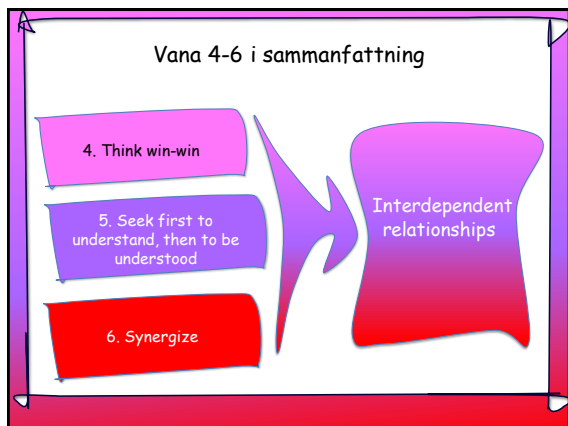 Vana 4-6 i sammanfattning
4. Think win-win
5. Seek first to
understand, then to be
understood
6. Synergize
Interdependent
relationships